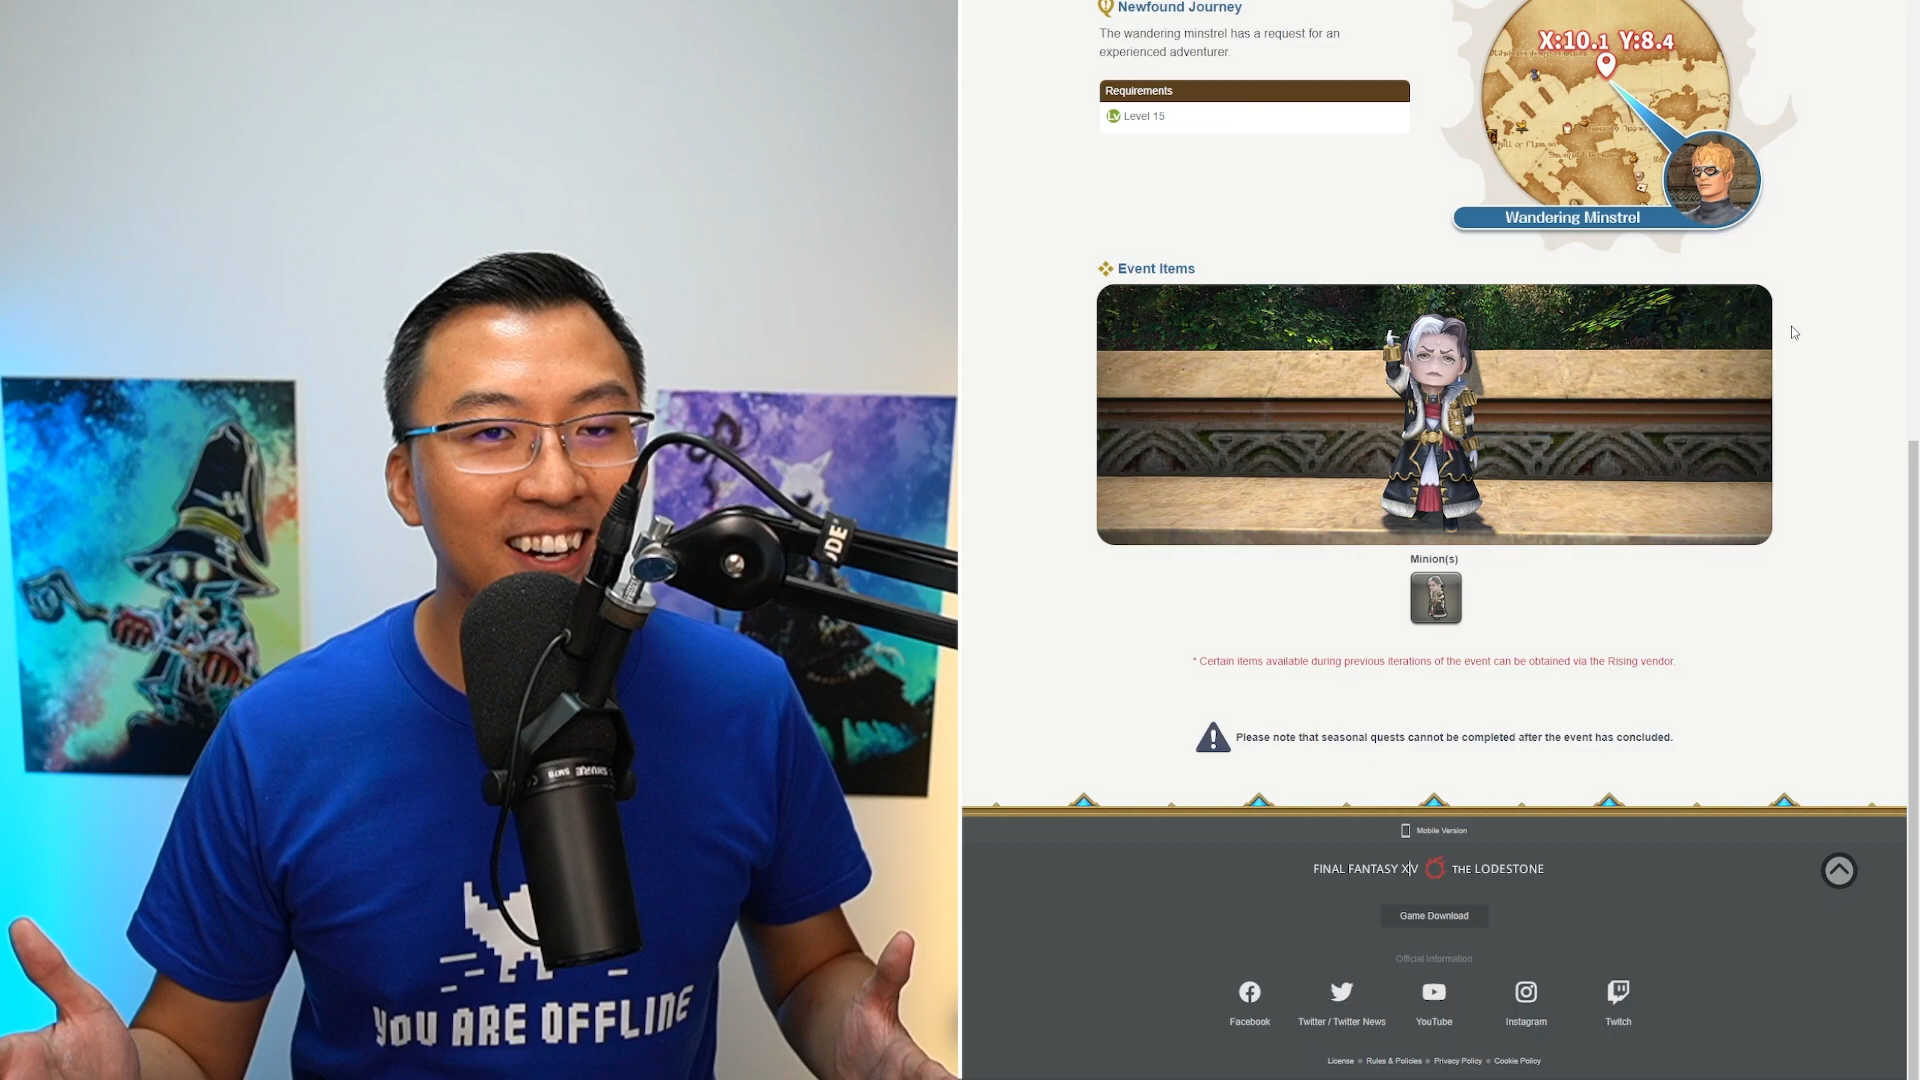 Newfound Journey
The wandering minstrel has a request for an
experienced adventurer.
Requirements
Lv Level 15
X:10.1 Y:8.4
Wandering Minstrel
Event Items
Minion(s)
* Certain items available during previous iterations of the event can be obtained via the Rising vendor.
Please note that seasonal quests cannot be completed after the event has concluded.
Mobile Version
FINAL FANTASY XIV THE LODESTONE
Game Download
Official Information
Facebook
Twitter / Twitter News
YouTube
Instagram
Twitch
License
Rules & Policies
Privacy Policy
Cookie Policy
SHURE SM7B
YOU ARE OFFLINE